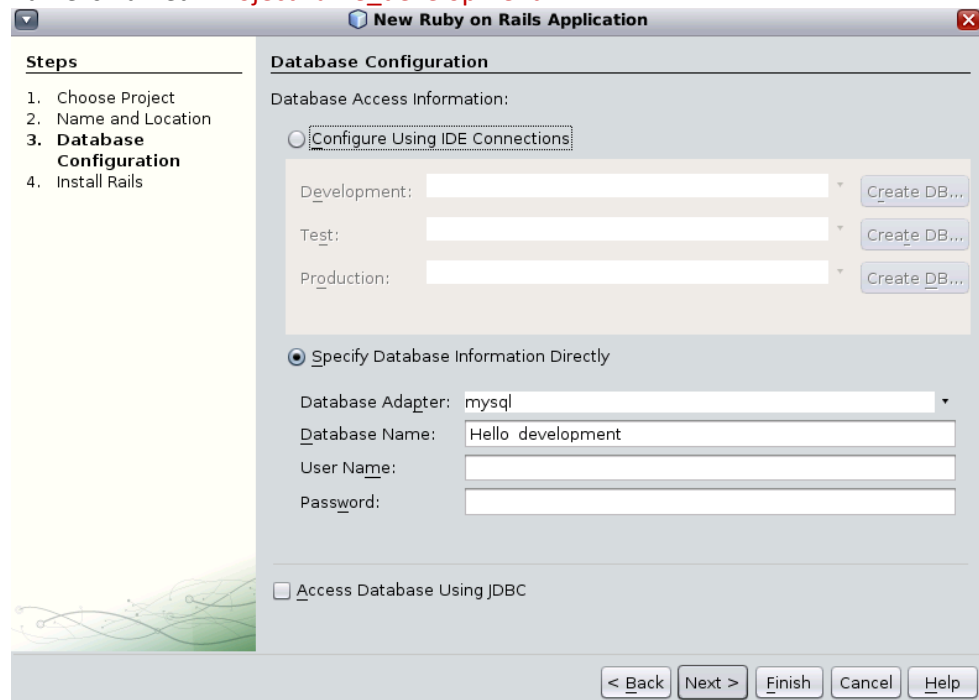 New Ruby on Rails Application
Steps
1. Choose Project
2. Name and Location
3. Database
Configuration
4. Install Rails
Database Configuration
Database Access Information:
Configure Using IDE Connections
Development:
Create DB...
Test:
Create DB...
Production:
Create DB...
Specify Database Information Directly
Database Adapter: mysql
Database Name: Hello development
User Name:
Password:
Access Database Using JDBC
< Back
Next >
Finish
Cancel
Help